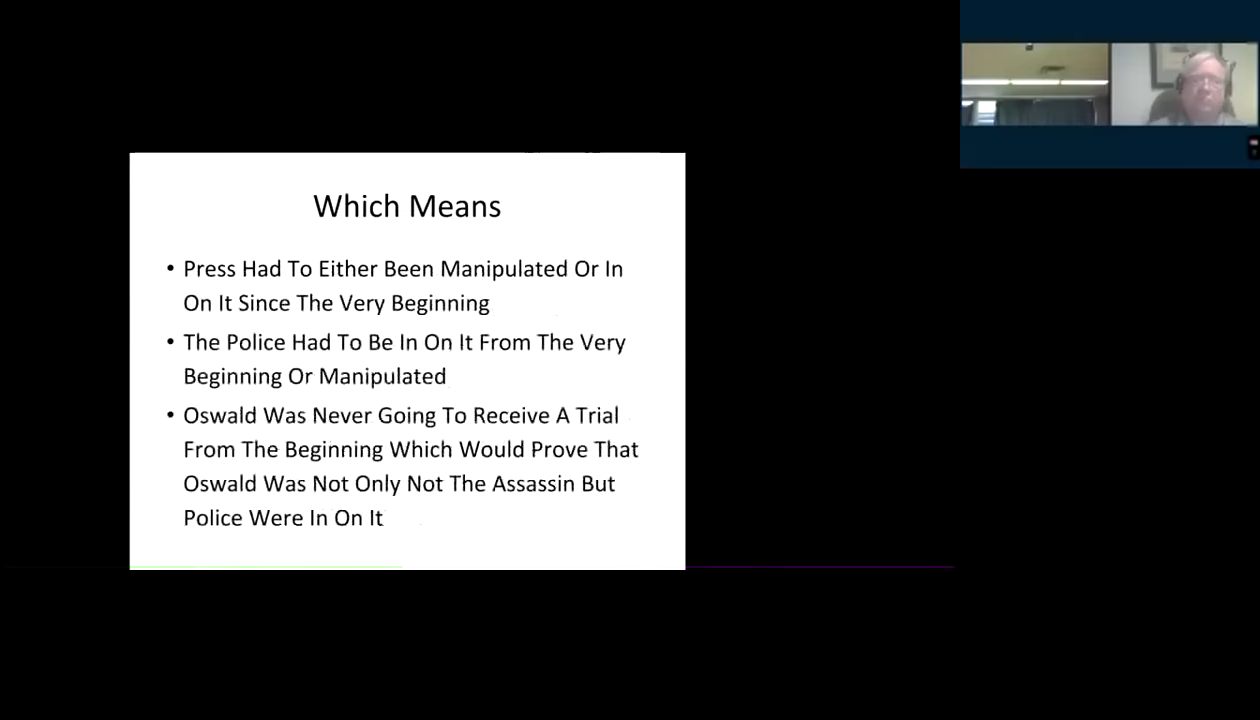 Which Means
• Press Had To Either Been Manipulated Or In
On It Since The Very Beginning
• The Police Had To Be In On It From The Very
Beginning Or Manipulated
• Oswald Was Never Going To Receive A Trial
From The Beginning Which Would Prove That
Oswald Was Not Only Not The Assassin But
Police Were In On It